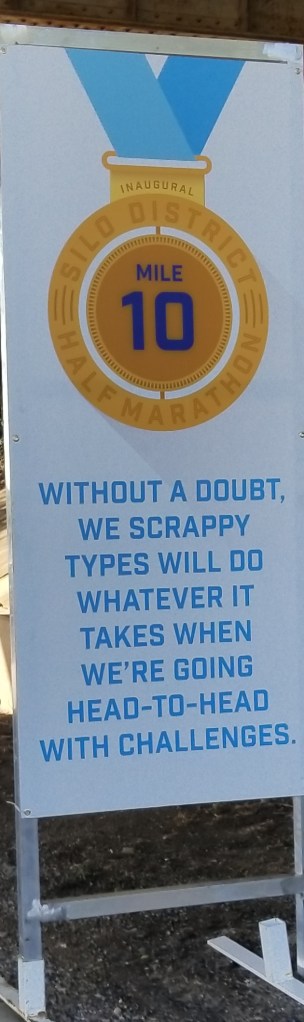 INAUGURAL
SILO DISTRICT
MILE
10
HALF MARATHON
WITHOUT A DOUBT,
WE SCRAPPY
TYPES WILL DO
WHATEVER IT
TAKES WHEN
WE'RE GOING
HEAD-TO-HEAD
WITH CHALLENGES.